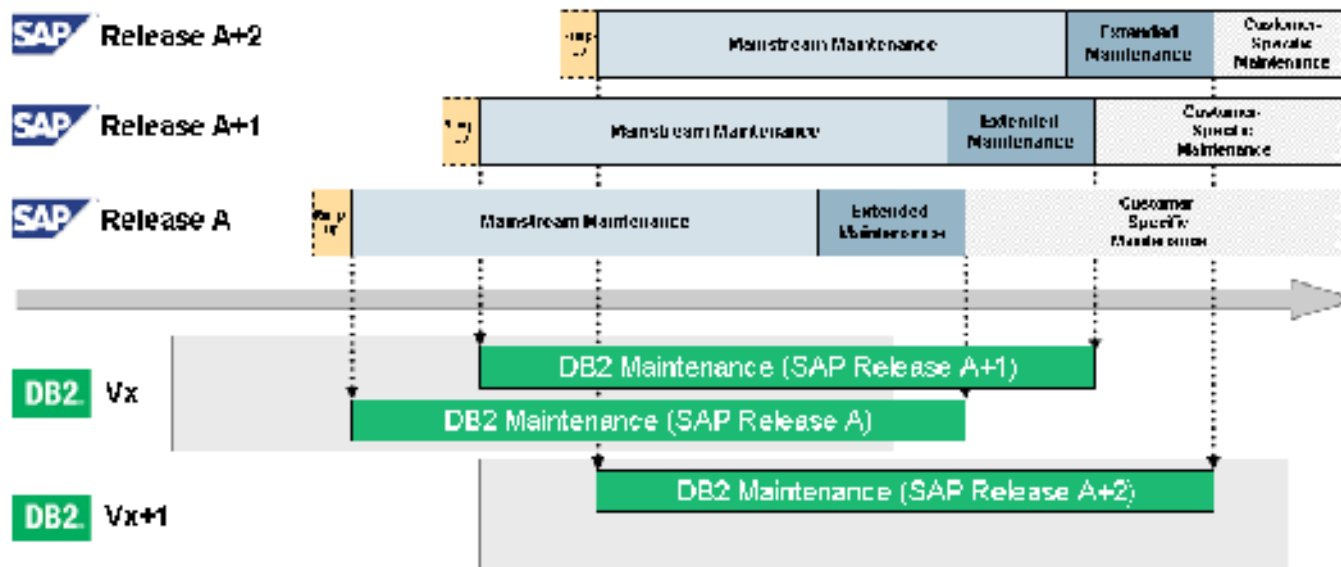 SAP Release A+2
Mainstream Maintenance
Extended
Maintenance
Customer-
Specific
Maintenance
SAP Release A+1
Mainstream Maintenance
Extended
Maintenance
Customer-
Specific
Maintenance
SAP Release A
Mainstream Maintenance
Extended
Maintenance
Customer
Specific
Maintenance
DB2 Vx
DB2 Maintenance (SAP Release A+1)
DB2 Maintenance (SAP Release A)
DB2 Vx+1
DB2 Maintenance (SAP Release A+2)